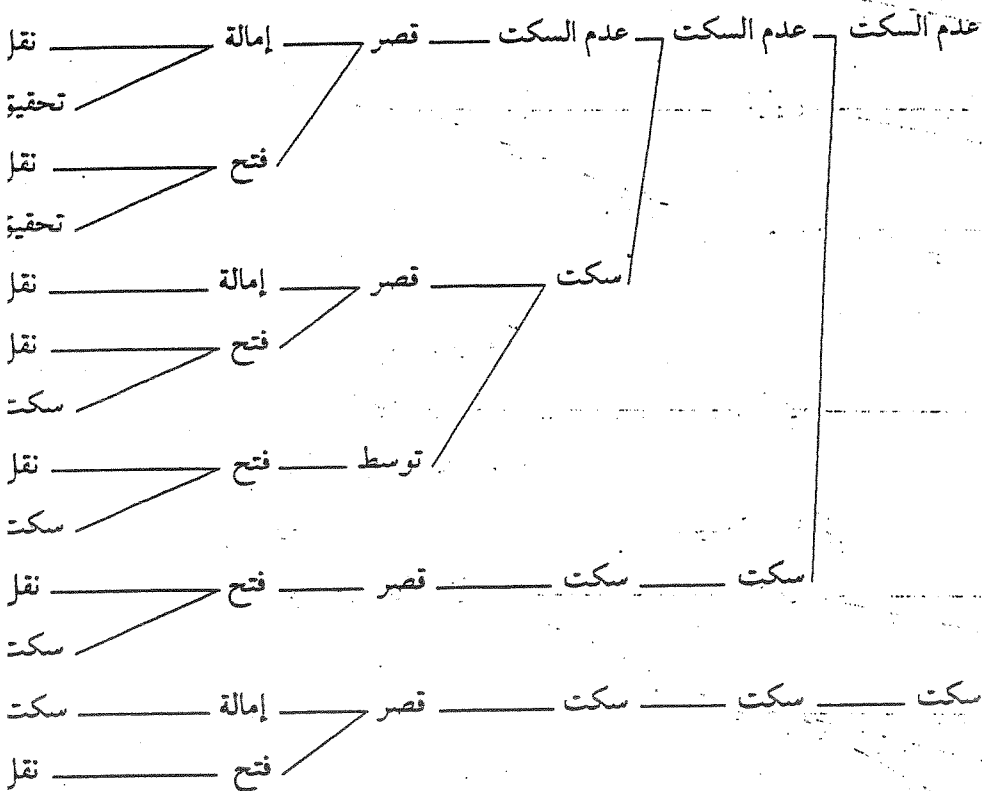 عدم السكت عدم السكت عدم السكت قصر إمالة نقل
تحقيق
فتح نقل
تحقيق
سكت قصر إمالة نقل
فتح نقل
سكت
توسط فتح نقل
سكت
سكت سكت قصر فتح نقل
سكت
سكت سكت سكت قصر إمالة سكت
فتح نقل